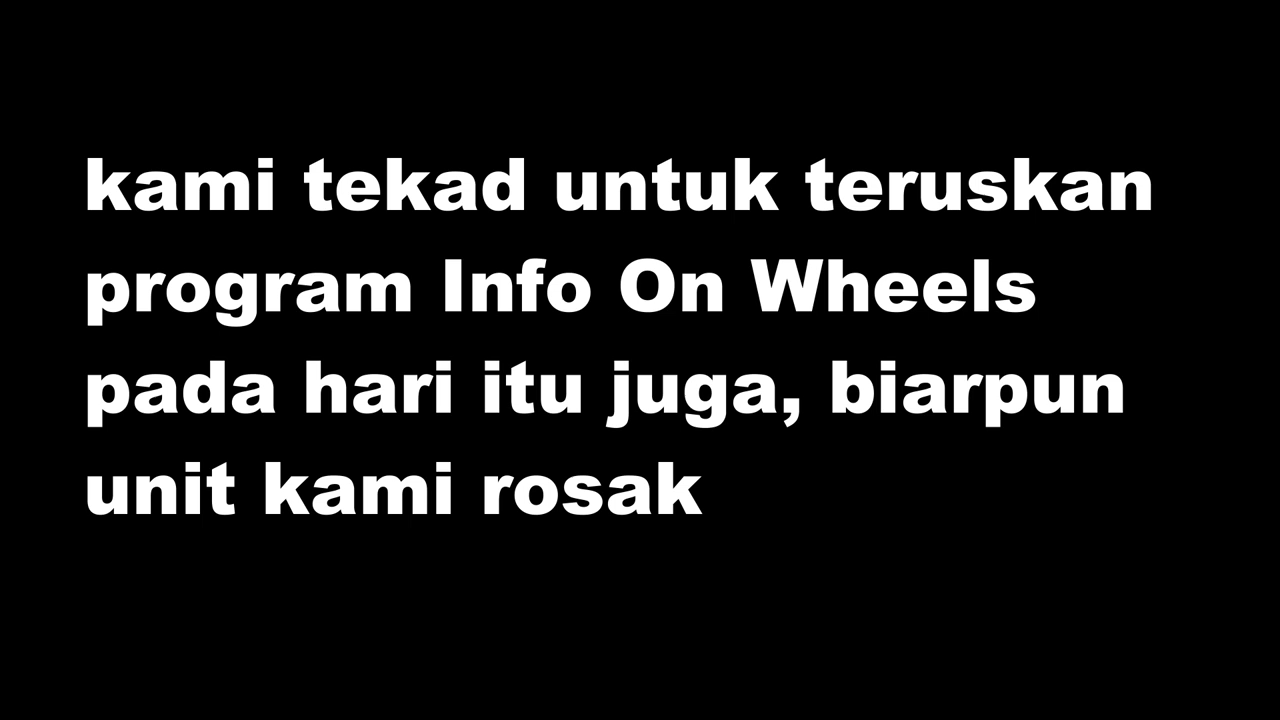 kami tekad untuk teruskan
program Info On Wheels
pada hari itu juga, biarpun
unit kami rosak